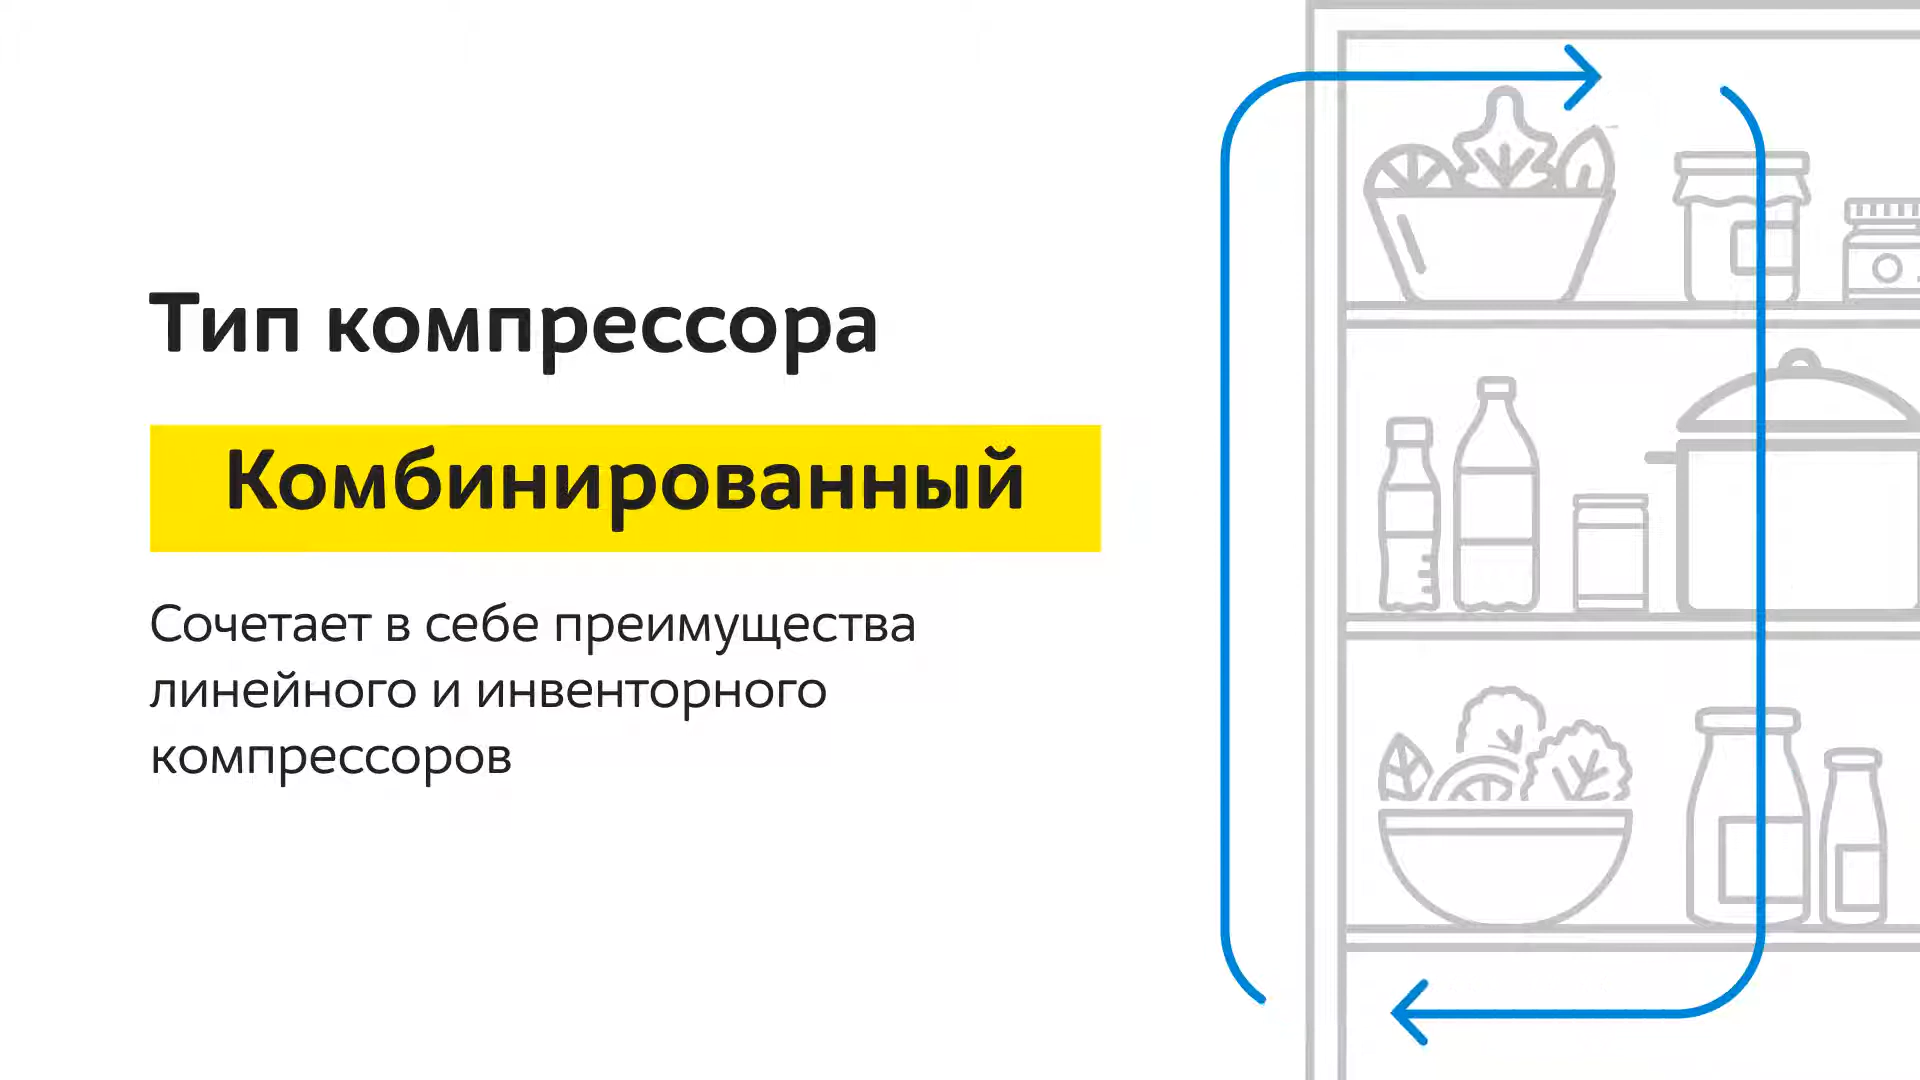 Тип компрессора
Комбинированный
Сочетает в себе преимущества
линейного и инвенторного
компрессоров